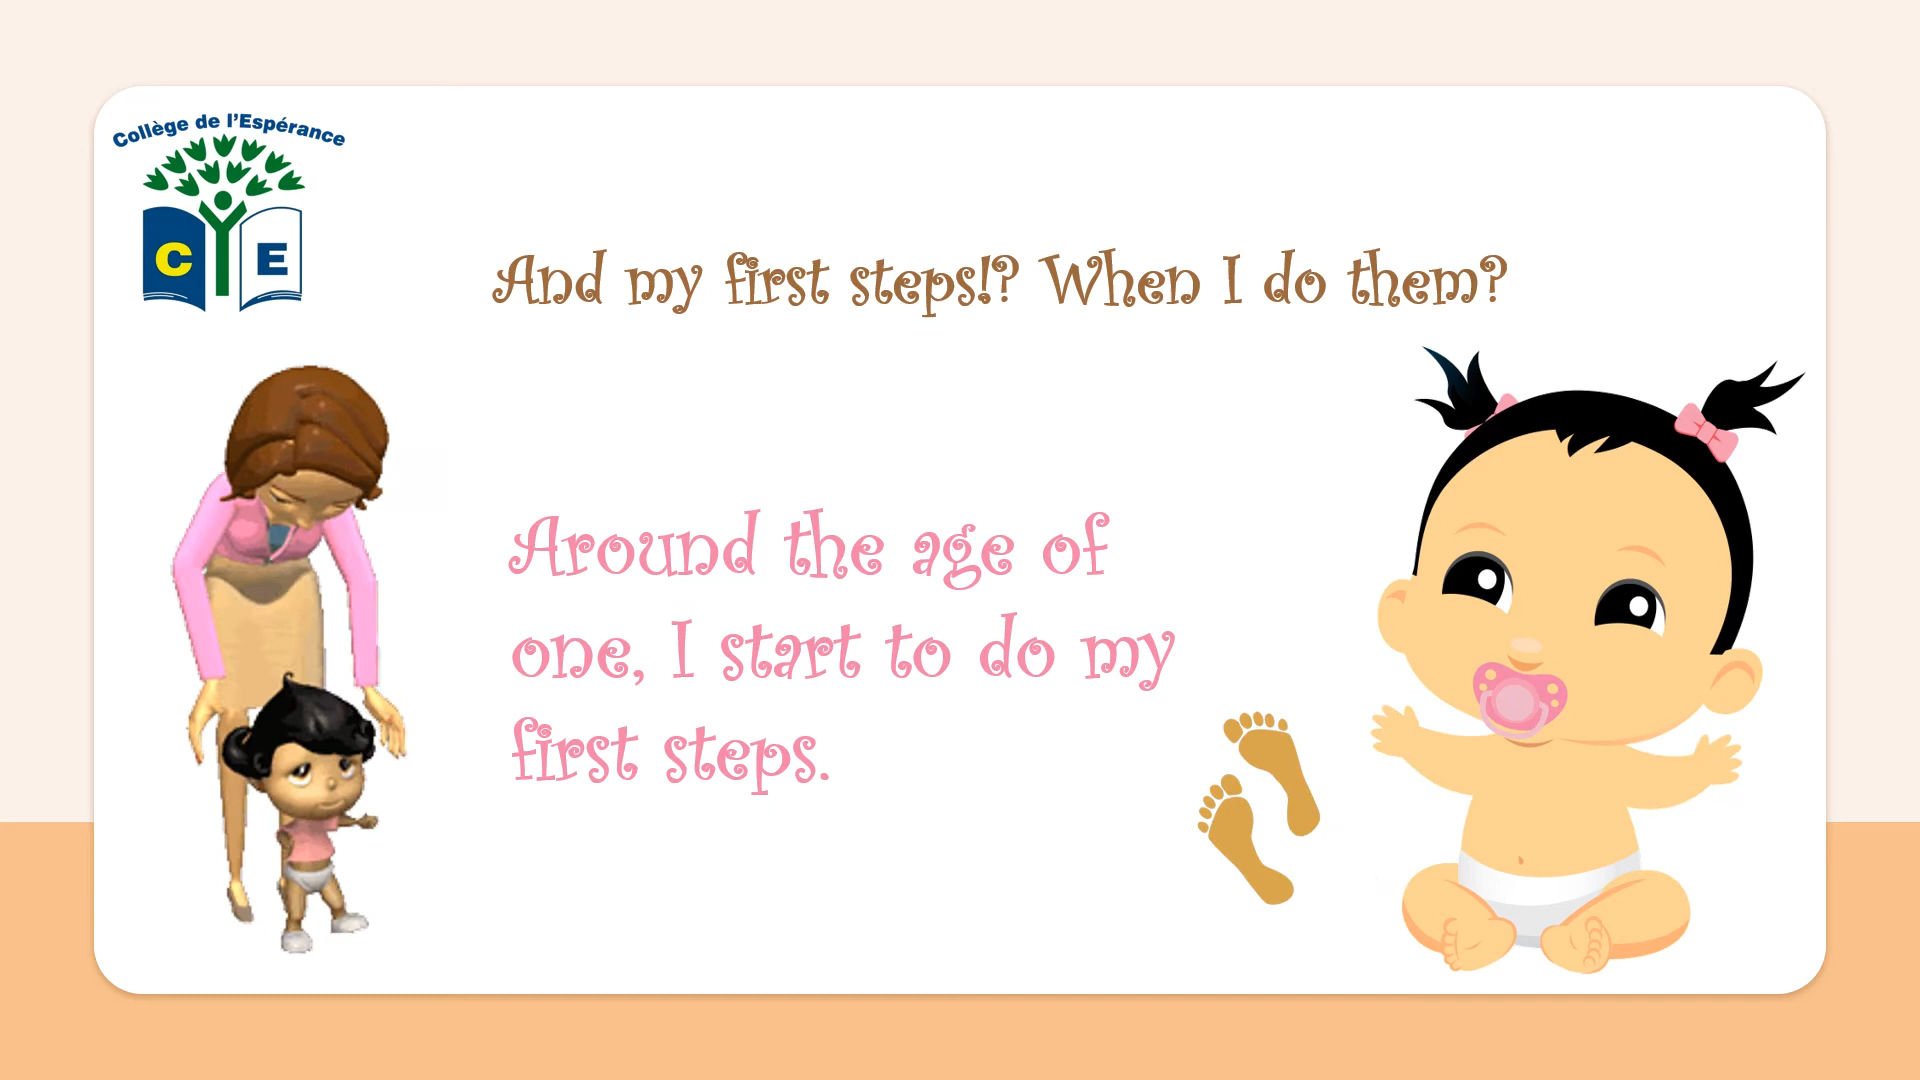 Collège de l'Espérance
C E
And my first steps!? When I do them?
Around the age of
one, I start to do my
first steps.